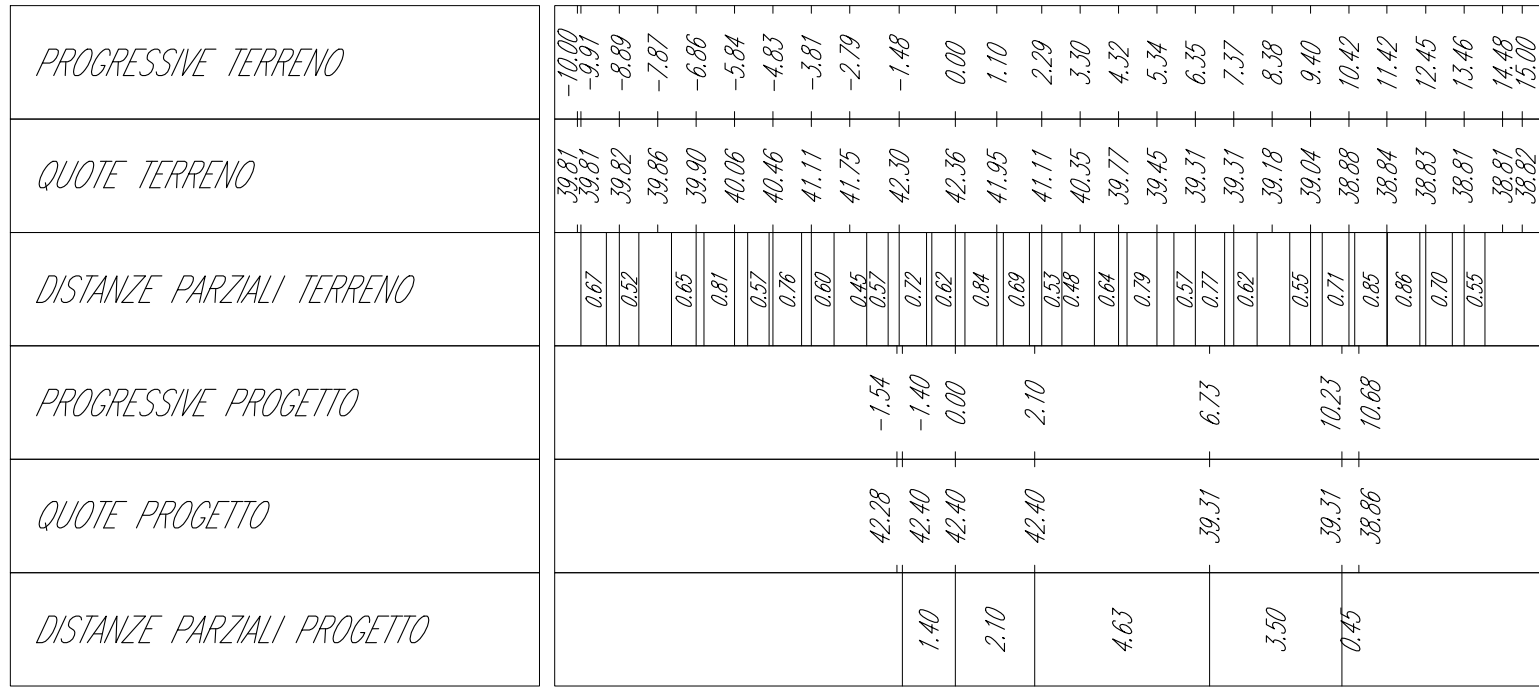 PROGRESSIVE TERRENO
-10.00 -9.91 -8.89 -7.87 -6.86 -5.84 -4.83 -3.81 -2.79 -1.48 0.00 1.10 2.29 3.30 4.32 5.34 6.35 7.37 8.38 9.40 10.42 11.42 12.45 13.46 14.48 15.00
QUOTE TERRENO
39.81 39.81 39.82 39.86 39.90 40.06 40.46 41.11 41.75 42.30 42.36 41.95 41.11 40.35 39.77 39.45 39.31 39.31 39.18 39.04 38.88 38.84 38.83 38.81 38.81 38.82
DISTANZE PARZIALI TERRENO
0.67 0.52 0.65 0.81 0.57 0.76 0.60 0.45 0.57 0.72 0.62 0.84 0.69 0.53 0.48 0.64 0.79 0.57 0.77 0.62 0.55 0.71 0.85 0.86 0.70 0.55
PROGRESSIVE PROGETTO
-1.54 -1.40 0.00 2.10 6.73 10.23 10.68
QUOTE PROGETTO
42.28 42.40 42.40 42.40 39.31 39.31 38.86
DISTANZE PARZIALI PROGETTO
1.40 2.10 4.63 3.50 0.45